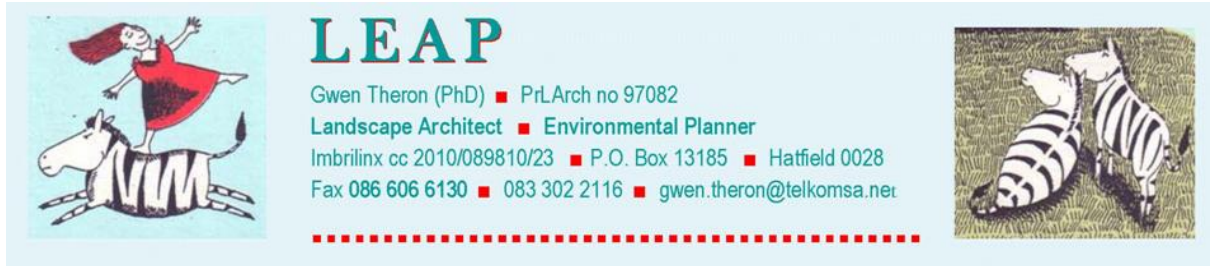 LEAP
Gwen Theron (PhD) ■ PrLArch no 97082
Landscape Architect ■ Environmental Planner
Imbrilinx cc 2010/089810/23 ■ P.O. Box 13185 ■ Hatfield 0028
Fax 086 606 6130 ■ 083 302 2116 ■ gwen.theron@telkomsa.net